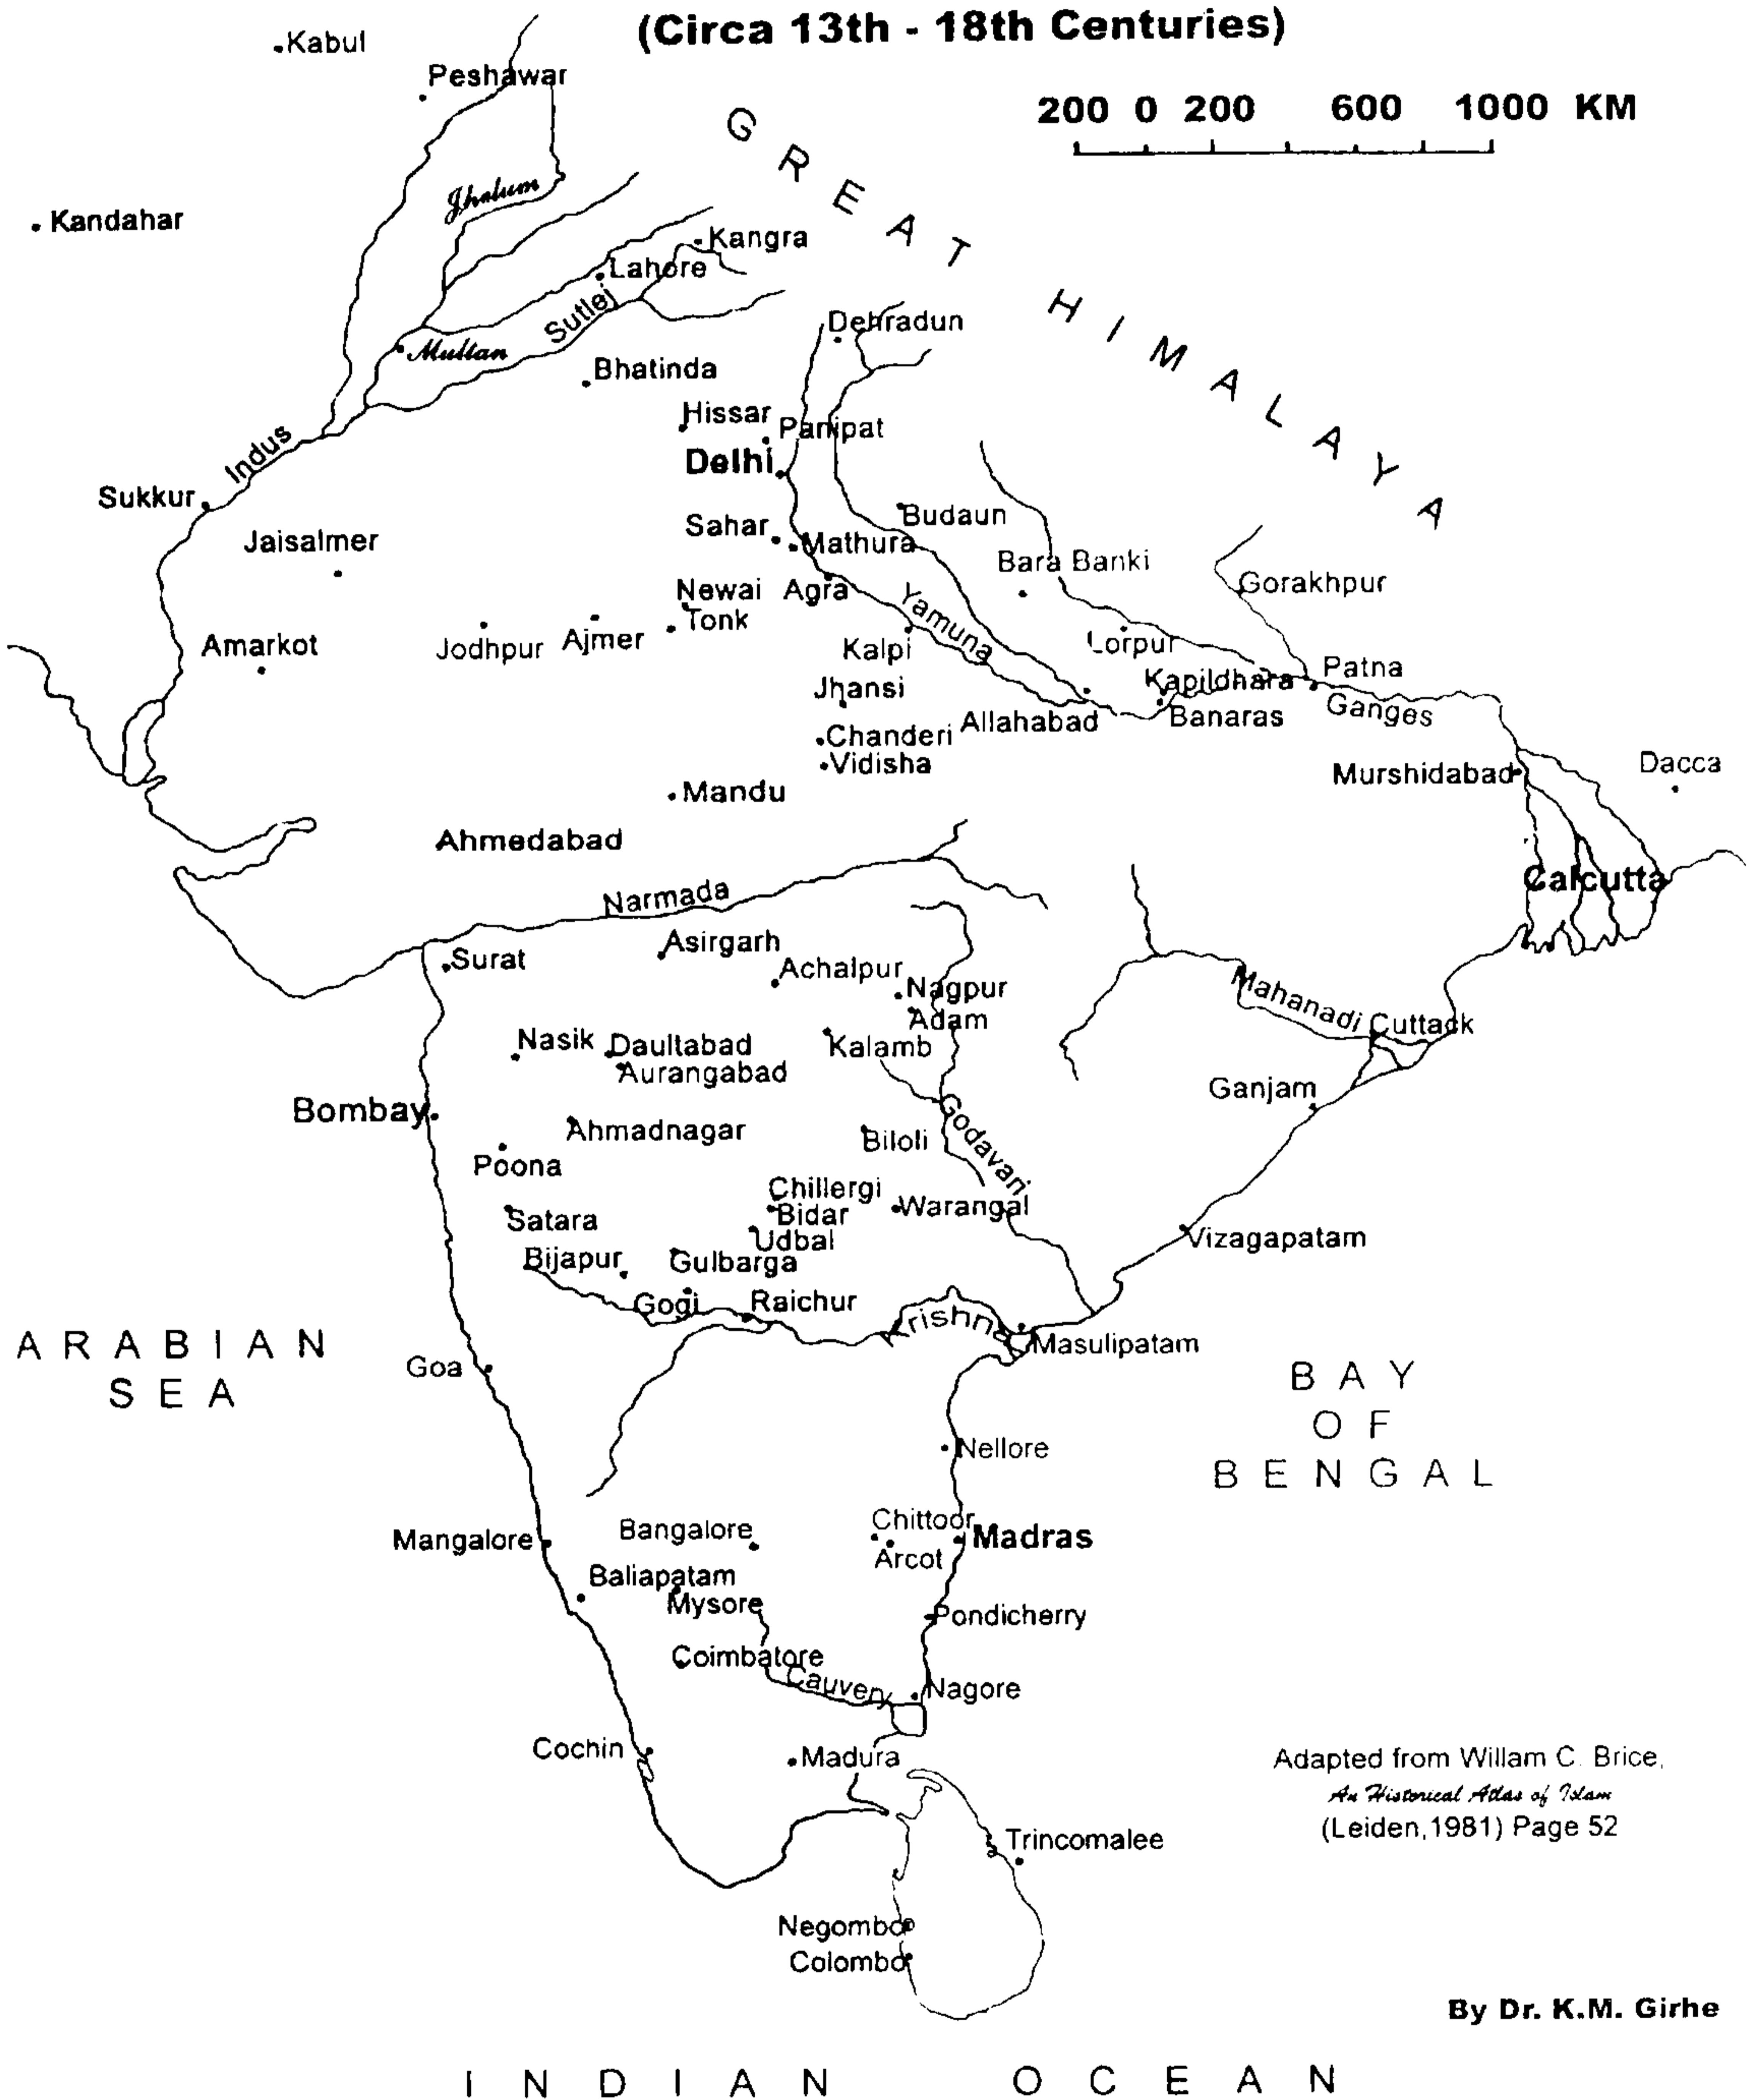 (Circa 13th - 18th Centuries)
Kabul
Peshawar
200 0 200 600 1000 KM
GREAT HIMALAYA
Jhelum
Kandahar
Kangra
Lahore
Sutlej
Dehradun
Multan
Bhatinda
Hissar
Panipat
Delhi
Indus
Sukkur
Budaun
Sahar
Mathura
Jaisalmer
Bara Banki
Gorakhpur
Newai Agra
Tonk
Yamuna
Amarkot
Jodhpur Ajmer
Kalpi
Lorpur
Patna
Kapildhara
Jhansi
Ganges
Allahabad
Banaras
Chanderi
Vidisha
Murshidabad
Dacca
Mandu
Ahmedabad
Calcutta
Narmada
Asirgarh
Surat
Achalpur
Nagpur
Adam
Mahanadi
Cuttack
Nasik
Daultabad
Kalamb
Aurangabad
Ganjam
Bombay
Ahmadnagar
Biloli
Godavari
Poona
Chillergi
Bidar
Warangal
Satara
Udbal
Vizagapatam
Bijapur
Gulbarga
Gogi
Raichur
Krishna
Masulipatam
ARABIAN
SEA
Goa
BAY
OF
BENGAL
Nellore
Chittoor
Mangalore
Bangalore
Madras
Arcot
Baliapatam
Mysore
Pondicherry
Coimbatore
Cauvery
Nagore
Cochin
Madura
Adapted from Willam C. Brice,
An Historical Atlas of Islam
(Leiden,1981) Page 52
Trincomalee
Negombo
Colombo
By Dr. K.M. Girhe
INDIAN OCEAN